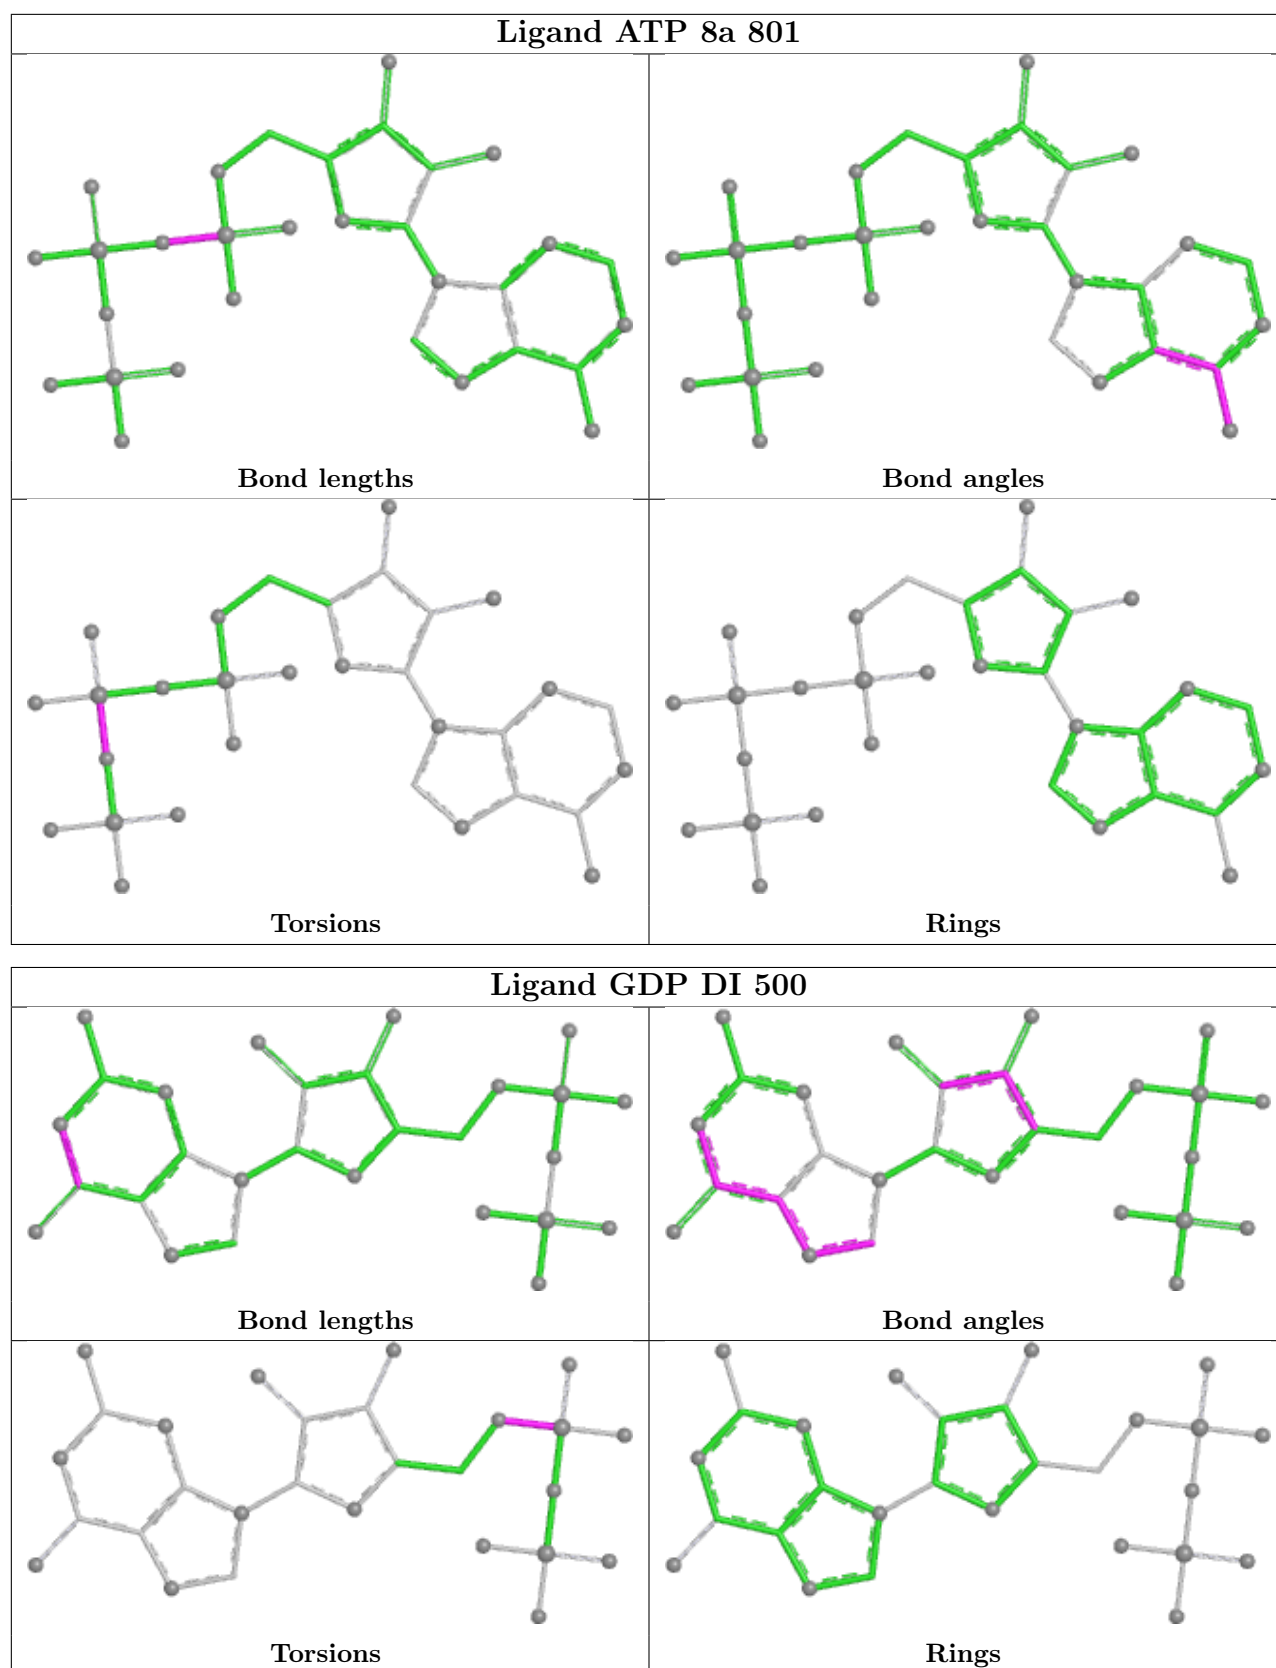 Ligand ATP 8a 801
Bond lengths
Bond angles
Torsions
Rings
Ligand GDP DI 500
Bond lengths
Bond angles
Torsions
Rings